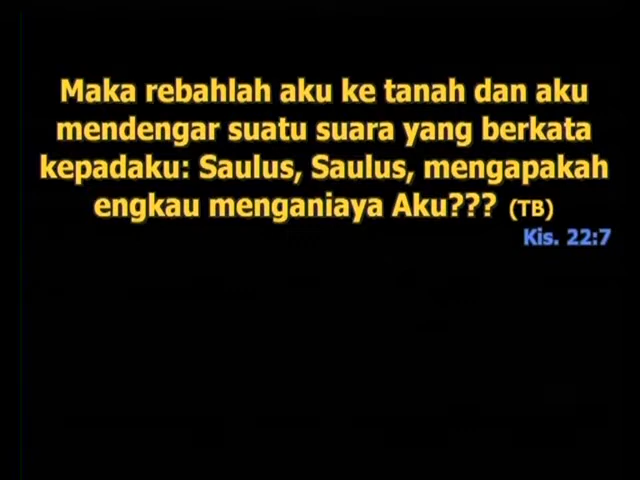 Maka rebahlah aku ke tanah dan aku
mendengar suatu suara yang berkata
kepadaku: Saulus, Saulus, mengapakah
engkau menganiaya Aku??? (TB)
Kis. 22:7